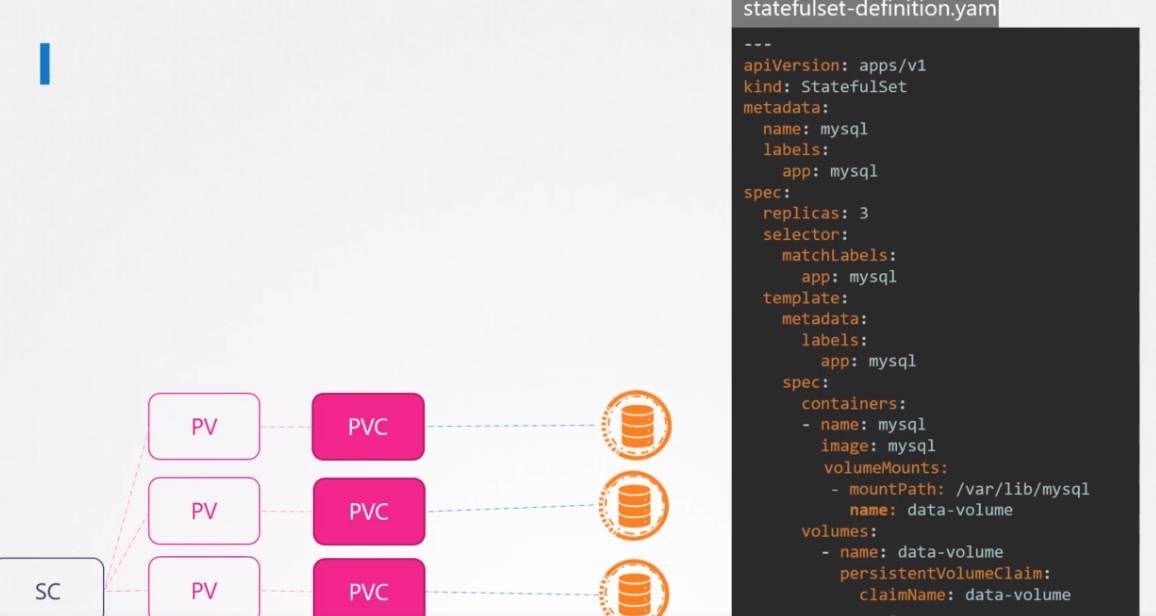 statefulset-definition.yaml
---
apiVersion: apps/v1
kind: StatefulSet
metadata:
  name: mysql
  labels:
    app: mysql
spec:
  replicas: 3
  selector:
    matchLabels:
      app: mysql
  template:
    metadata:
      labels:
        app: mysql
    spec:
      containers:
      - name: mysql
        image: mysql
        volumeMounts:
         - mountPath: /var/lib/mysql
           name: data-volume
      volumes:
        - name: data-volume
          persistentVolumeClaim:
            claimName: data-volume
PV
PVC
PV
PVC
SC
PV
PVC